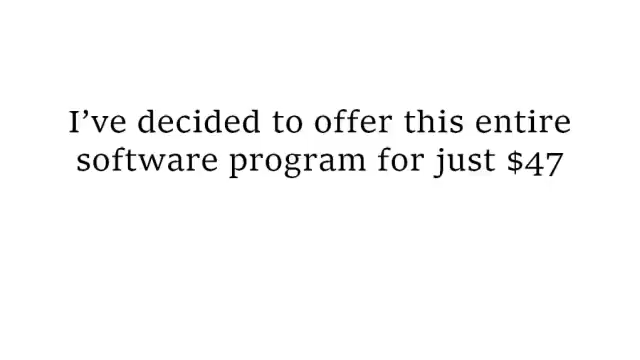 I’ve decided to offer this entire
software program for just $47